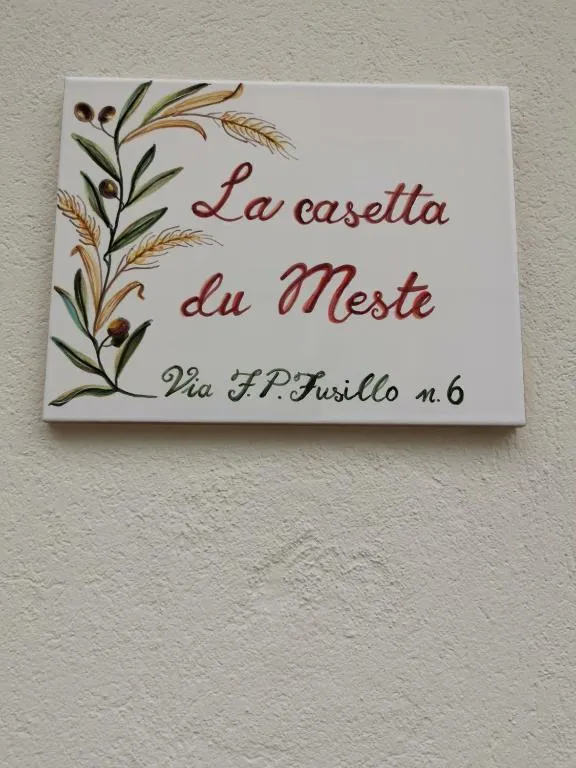 La casetta
du Meste
Via F.P. Fusillo n. 6